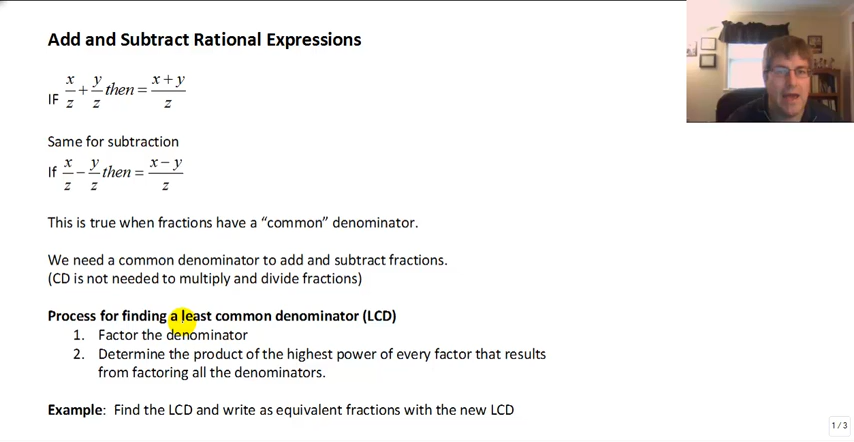 Add and Subtract Rational Expressions
IF x/z + y/z then = x + y/z
Same for subtraction
If x/z − y/z then = x − y/z
This is true when fractions have a “common” denominator.
We need a common denominator to add and subtract fractions.
(CD is not needed to multiply and divide fractions)
Process for finding a least common denominator (LCD)
1. Factor the denominator
2. Determine the product of the highest power of every factor that results
from factoring all the denominators.
Example: Find the LCD and write as equivalent fractions with the new LCD
1 / 3